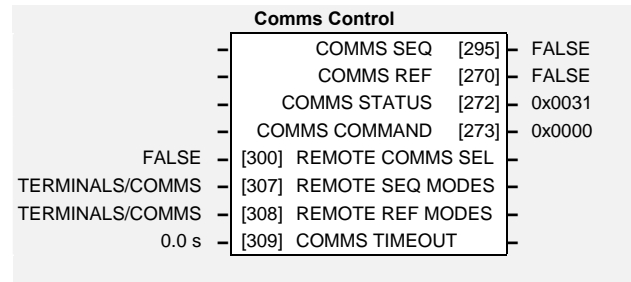 Comms Control
COMMS SEQ [295] FALSE
COMMS REF [270] FALSE
COMMS STATUS [272] 0x0031
COMMS COMMAND [273] 0x0000
FALSE [300] REMOTE COMMS SEL
TERMINALS/COMMS [307] REMOTE SEQ MODES
TERMINALS/COMMS [308] REMOTE REF MODES
0.0 s [309] COMMS TIMEOUT